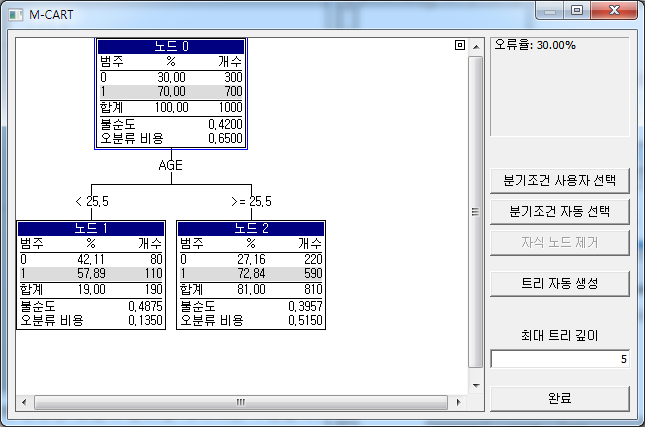 M-CART
노드 0
범주 % 개수
0 30,00 300
1 70,00 700
합계 100,00 1000
불순도 0,4200
오분류 비용 0,6500
AGE
< 25,5
>= 25,5
노드 1
범주 % 개수
0 42,11 80
1 57,89 110
합계 19,00 190
불순도 0,4875
오분류 비용 0,1350
노드 2
범주 % 개수
0 27,16 220
1 72,84 590
합계 81,00 810
불순도 0,3957
오분류 비용 0,5150
오류율: 30.00%
분기조건 사용자 선택
분기조건 자동 선택
자식 노드 제거
트리 자동 생성
최대 트리 깊이
5
완료